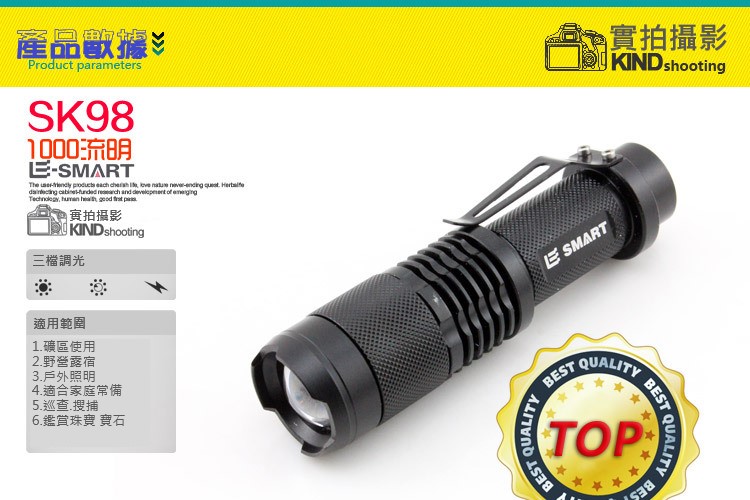 產品數據
Product parameters
實拍攝影
KINDshooting
SK98
1000流明
E-SMART
The user-friendly products each cherish life, love nature never-ending quest. Herbalife
disinfecting cabinet-funded research and development of emerging
Technology, human health, good first pass.
實拍攝影
KINDshooting
三檔調光
適用範圍
1.礦區使用
2.野營露宿
3.戶外照明
4.適合家庭常備
5.巡查.搜捕
6.鑑賞珠寶 寶石
E SMART
BEST QUALITY
BEST QUALITY
BEST QUALITY
TOP